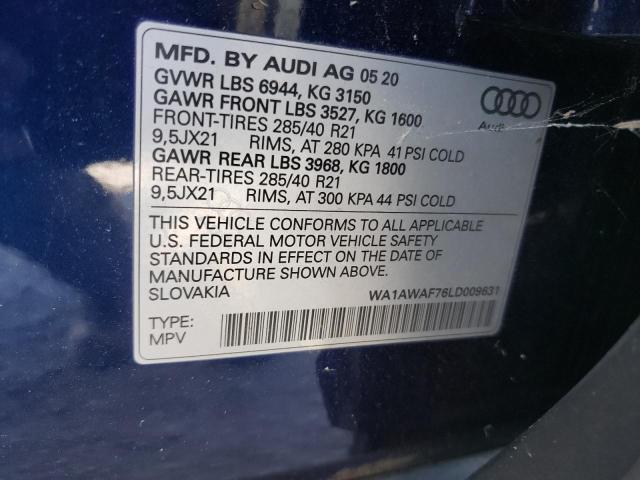 MFD. BY AUDI AG 05 20
GVWR LBS 6944, KG 3150
GAWR FRONT LBS 3527, KG 1600
FRONT-TIRES 285/40 R21
9,5JX21 RIMS, AT 280 KPA 41 PSI COLD
GAWR REAR LBS 3968, KG 1800
REAR-TIRES 285/40 R21
9,5JX21 RIMS, AT 300 KPA 44 PSI COLD
Audi
THIS VEHICLE CONFORMS TO ALL APPLICABLE
U.S. FEDERAL MOTOR VEHICLE SAFETY
STANDARDS IN EFFECT ON THE DATE OF
MANUFACTURE SHOWN ABOVE.
SLOVAKIA WA1AWAF76LD009631
TYPE:
MPV